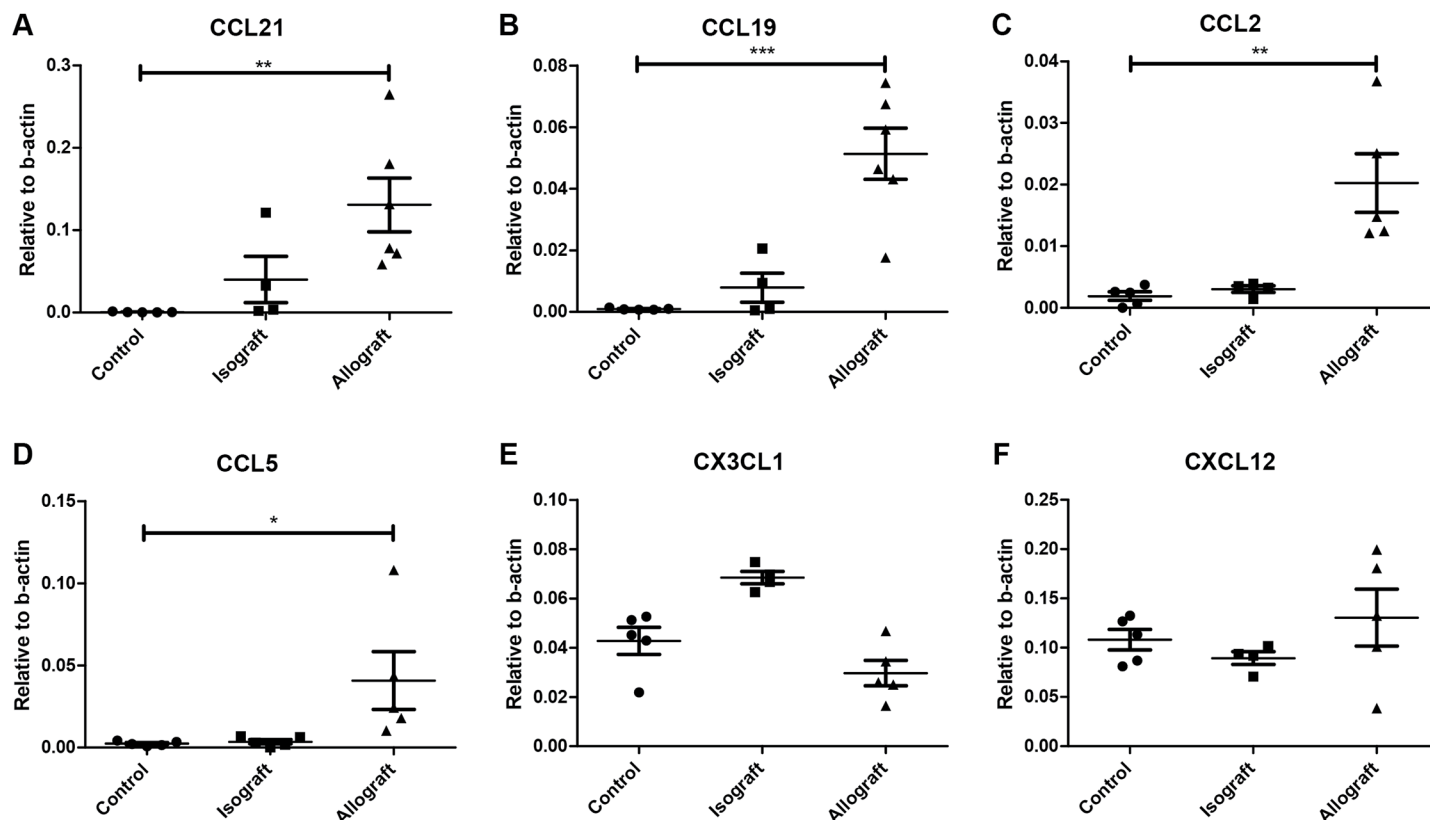 A
CCL21
**
Relative to b-actin
0.3
0.2
0.1
0.0
Control
Isograft
Allograft
B
CCL19
***
Relative to b-actin
0.08
0.06
0.04
0.02
0.00
Control
Isograft
Allograft
C
CCL2
**
Relative to b-actin
0.04
0.03
0.02
0.01
0.00
Control
Isograft
Allograft
D
CCL5
*
Relative to b-actin
0.15
0.10
0.05
0.00
Control
Isograft
Allograft
E
CX3CL1
Relative to b-actin
0.10
0.08
0.06
0.04
0.02
0.00
Control
Isograft
Allograft
F
CXCL12
Relative to b-actin
0.25
0.20
0.15
0.10
0.05
0.00
Control
Isograft
Allograft